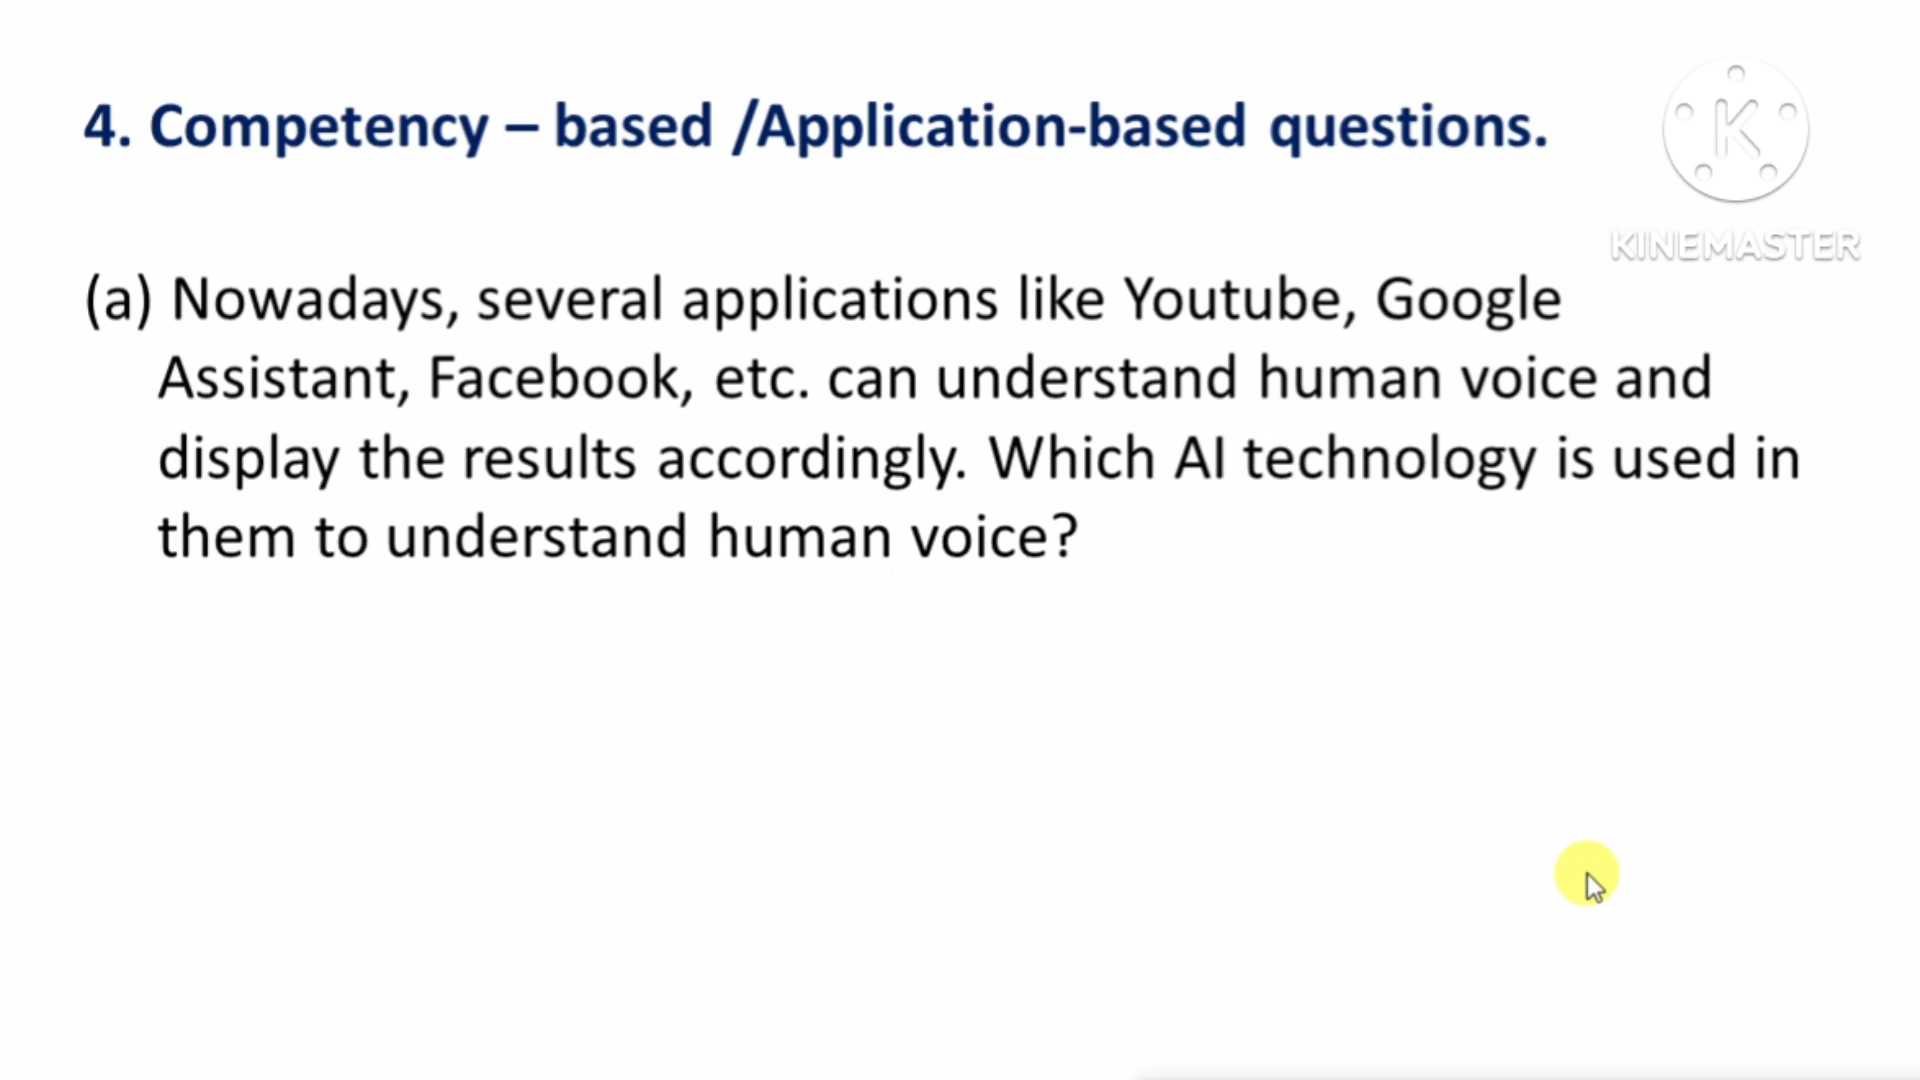 4. Competency – based /Application-based questions.
K
KINEMASTER
(a) Nowadays, several applications like Youtube, Google
Assistant, Facebook, etc. can understand human voice and
display the results accordingly. Which AI technology is used in
them to understand human voice?